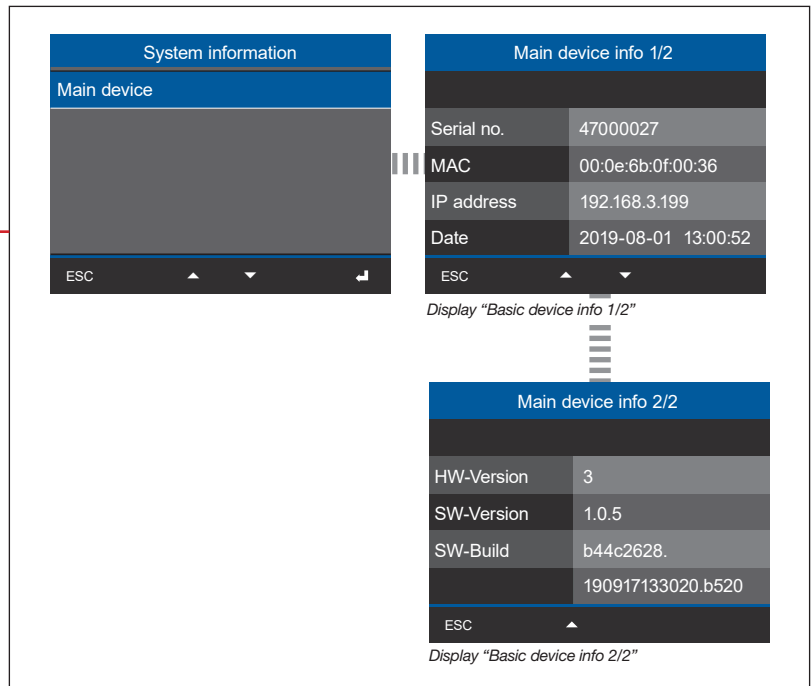 System information
Main device
ESC
Main device info 1/2
Serial no. 47000027
MAC 00:0e:6b:0f:00:36
IP address 192.168.3.199
Date 2019-08-01 13:00:52
ESC
Display “Basic device info 1/2”
Main device info 2/2
HW-Version 3
SW-Version 1.0.5
SW-Build b44c2628.
190917133020.b520
ESC
Display “Basic device info 2/2”